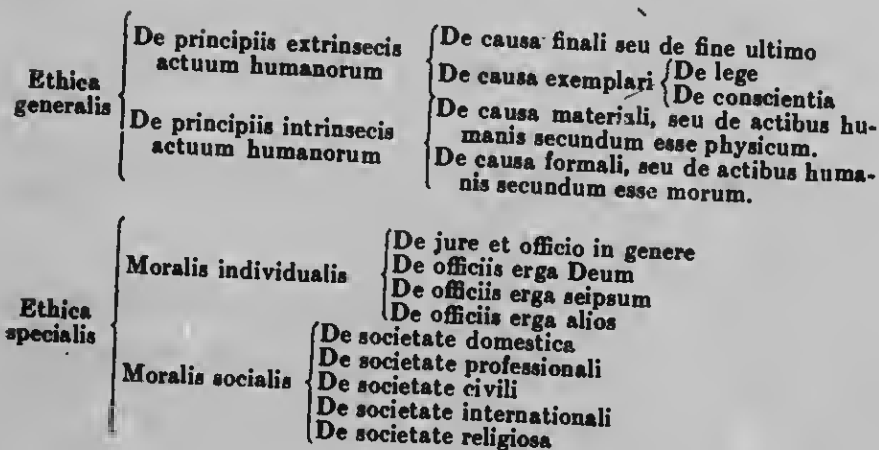 Ethica
generalis
De principiis extrinsecis
actuum humanorum
De causa finali seu de fine ultimo
De causa exemplari
De lege
De conscientia
De principiis intrinsecis
actuum humanorum
De causa materiali, seu de actibus hu-
manis secundum esse physicum.
De causa formali, seu de actibus huma-
nis secundum esse morum.
Ethica
specialis
Moralis individualis
De jure et officio in genere
De officiis erga Deum
De officiis erga seipsum
De officiis erga alios
Moralis socialis
De societate domestica
De societate professionali
De societate civili
De societate internationali
De societate religiosa